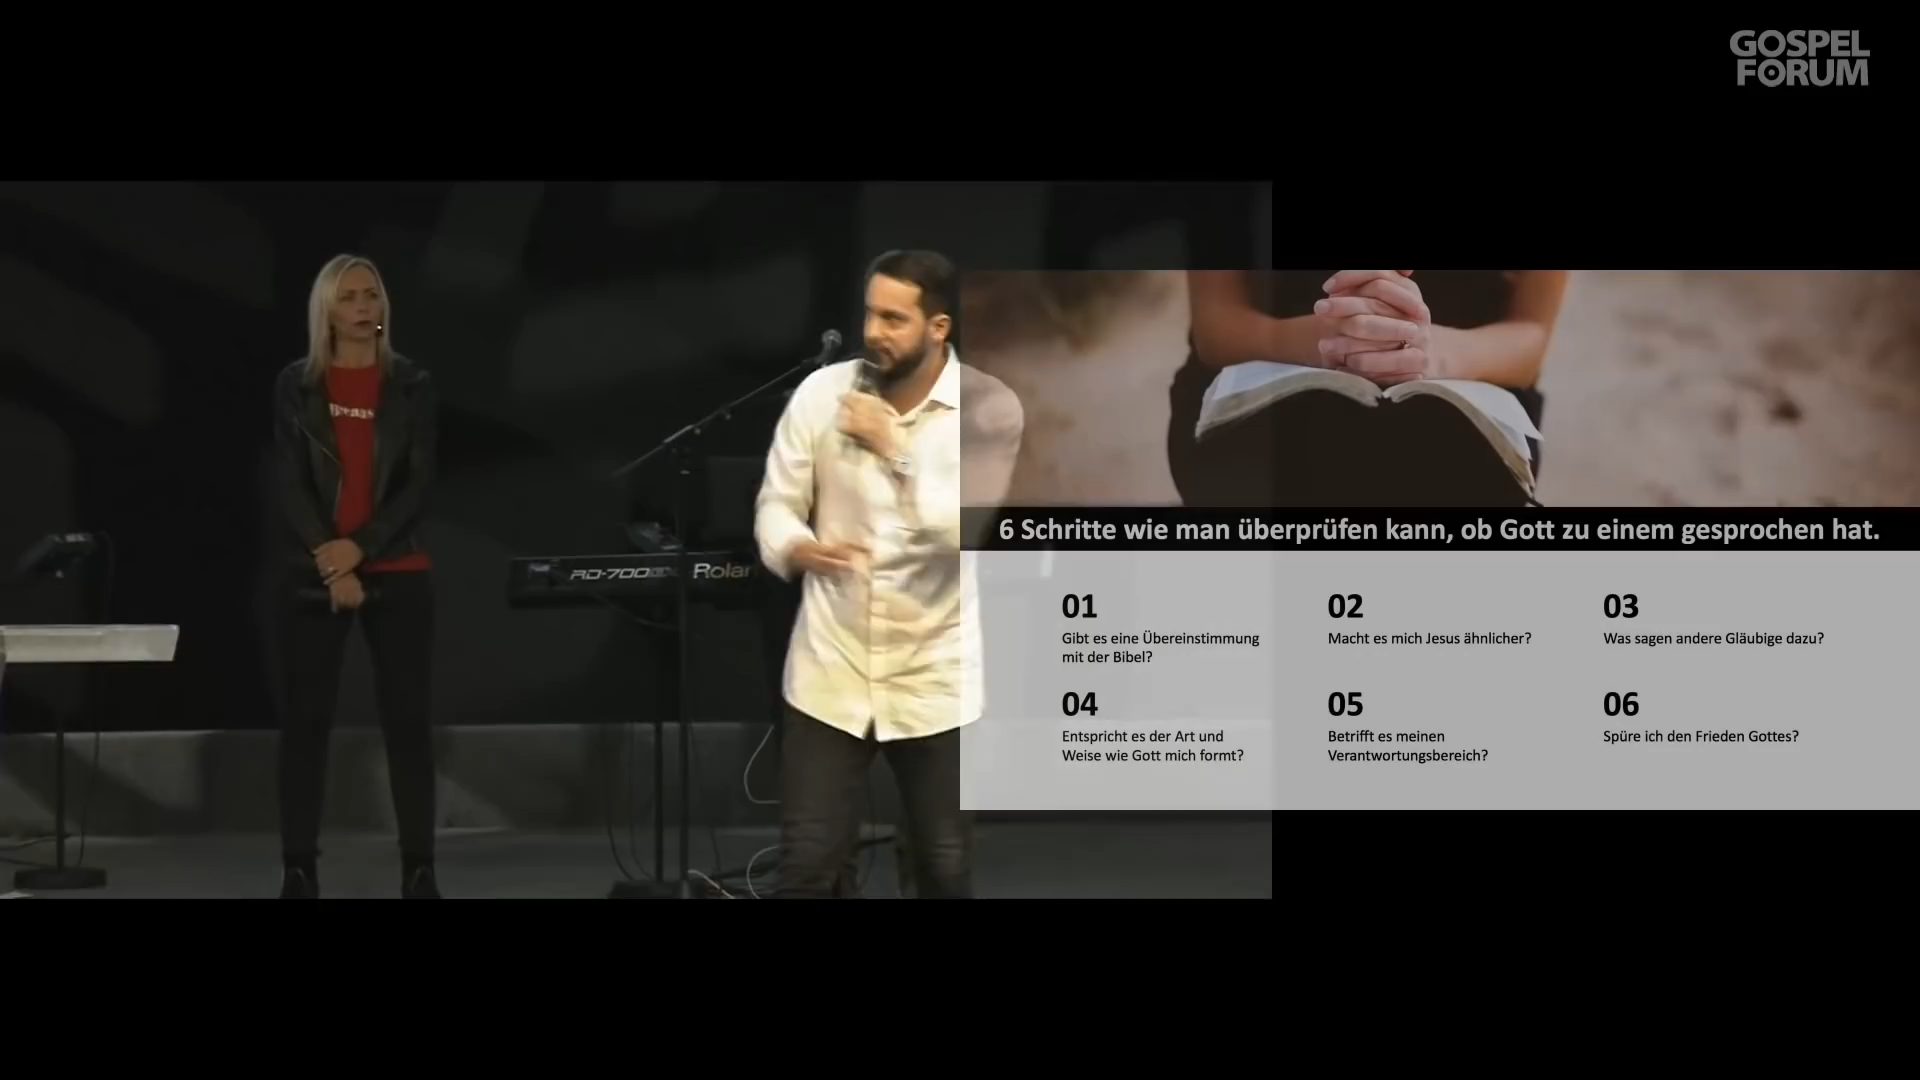 GOSPEL
FORUM
RD-700GX
6 Schritte wie man überprüfen kann, ob Gott zu einem gesprochen hat.
01
Gibt es eine Übereinstimmung
mit der Bibel?
02
Macht es mich Jesus ähnlicher?
03
Was sagen andere Gläubige dazu?
04
Entspricht es der Art und
Weise wie Gott mich formt?
05
Betrifft es meinen
Verantwortungsbereich?
06
Spüre ich den Frieden Gottes?